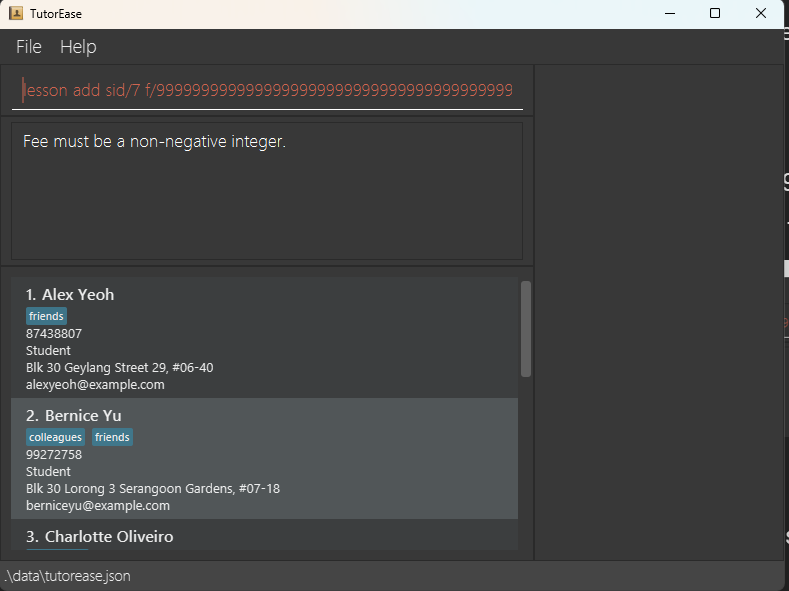 TutorEase
File Help
lesson add sid/7 f/99999999999999999999999999999999999999999
Fee must be a non-negative integer.
1. Alex Yeoh
friends
87438807
Student
Blk 30 Geylang Street 29, #06-40
alexyeoh@example.com
2. Bernice Yu
colleagues friends
99272758
Student
Blk 30 Lorong 3 Serangoon Gardens, #07-18
berniceyu@example.com
3. Charlotte Oliveiro
.\data\tutorease.json